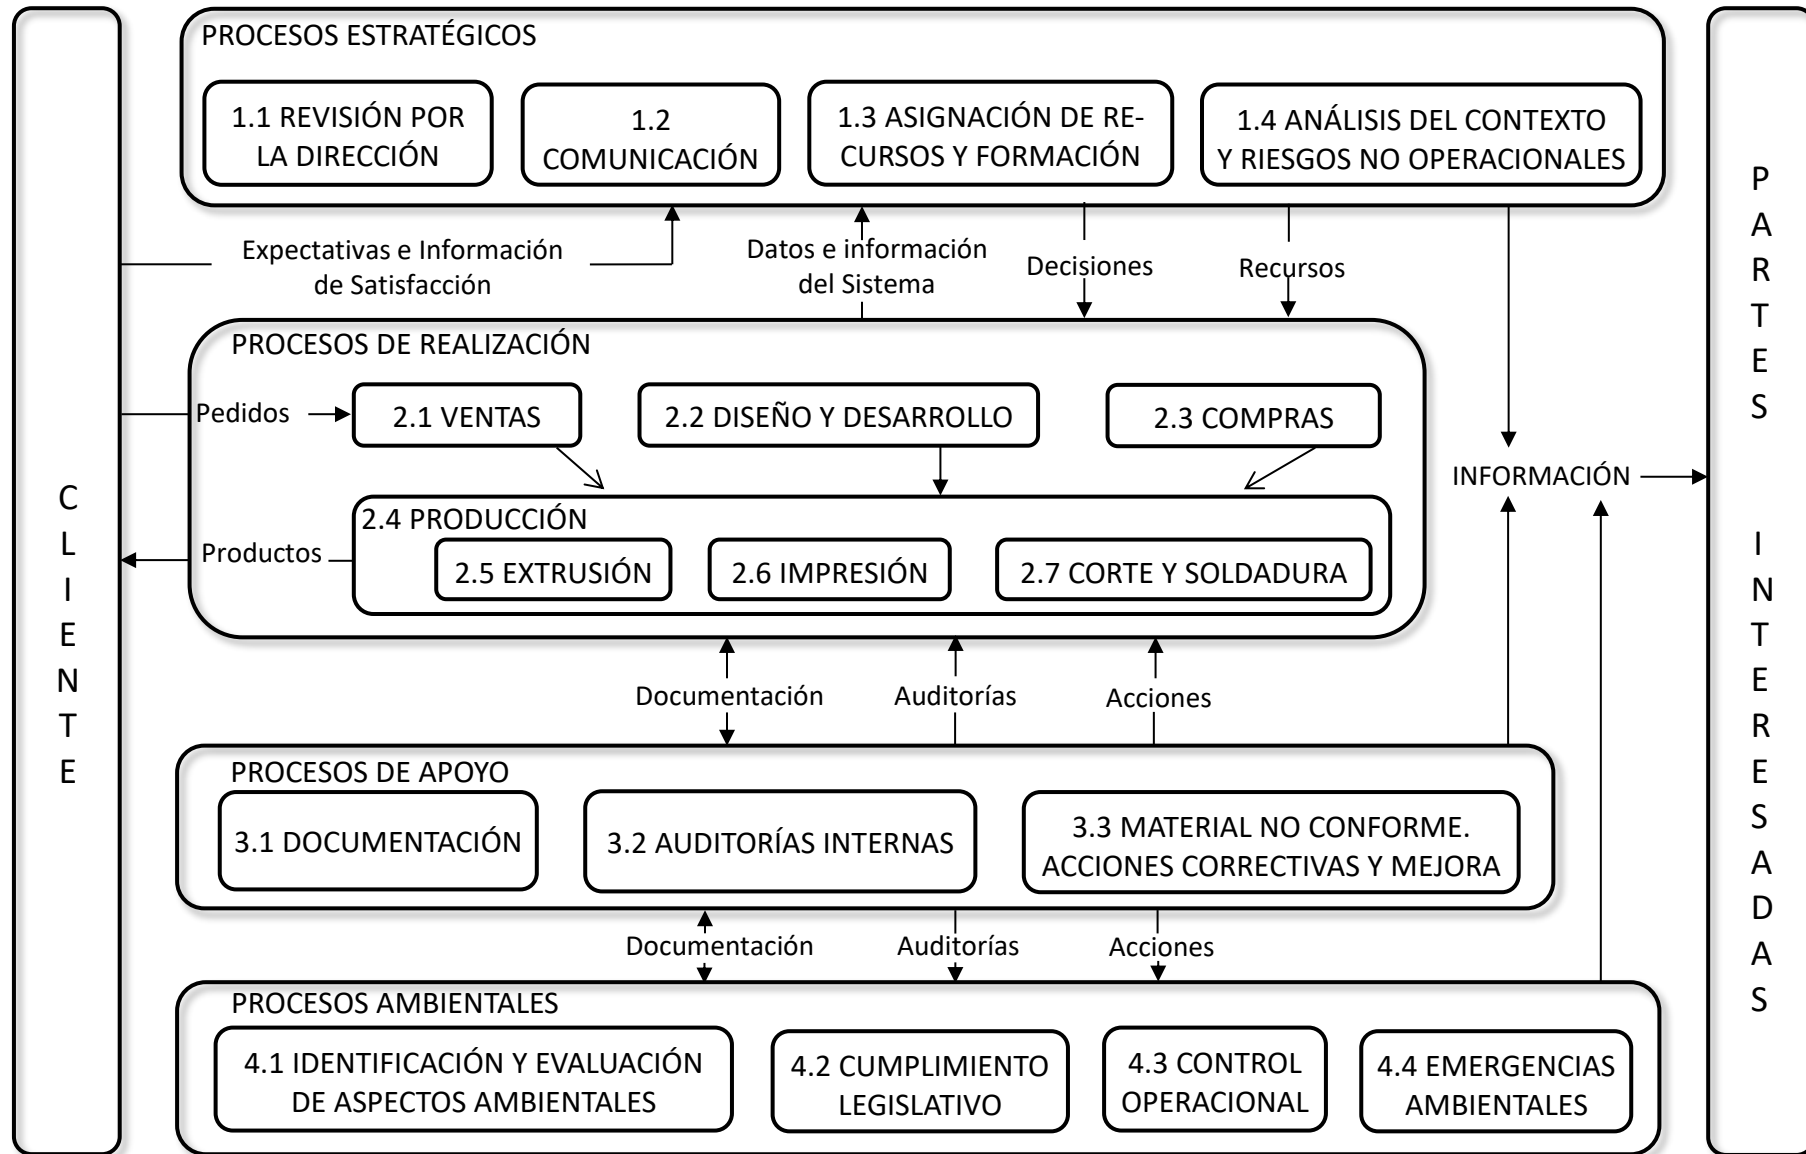 CLIENTE
PROCESOS ESTRATÉGICOS
1.1 REVISIÓN POR
LA DIRECCIÓN
1.2
COMUNICACIÓN
1.3 ASIGNACIÓN DE RE-
CURSOS Y FORMACIÓN
1.4 ANÁLISIS DEL CONTEXTO
Y RIESGOS NO OPERACIONALES
Expectativas e Información
de Satisfacción
Datos e información
del Sistema
Decisiones
Recursos
PROCESOS DE REALIZACIÓN
Pedidos
2.1 VENTAS
2.2 DISEÑO Y DESARROLLO
2.3 COMPRAS
INFORMACIÓN
2.4 PRODUCCIÓN
Productos
2.5 EXTRUSIÓN
2.6 IMPRESIÓN
2.7 CORTE Y SOLDADURA
Documentación
Auditorías
Acciones
PROCESOS DE APOYO
3.1 DOCUMENTACIÓN
3.2 AUDITORÍAS INTERNAS
3.3 MATERIAL NO CONFORME.
ACCIONES CORRECTIVAS Y MEJORA
Documentación
Auditorías
Acciones
PROCESOS AMBIENTALES
4.1 IDENTIFICACIÓN Y EVALUACIÓN
DE ASPECTOS AMBIENTALES
4.2 CUMPLIMIENTO
LEGISLATIVO
4.3 CONTROL
OPERACIONAL
4.4 EMERGENCIAS
AMBIENTALES
PARTES INTERESADAS